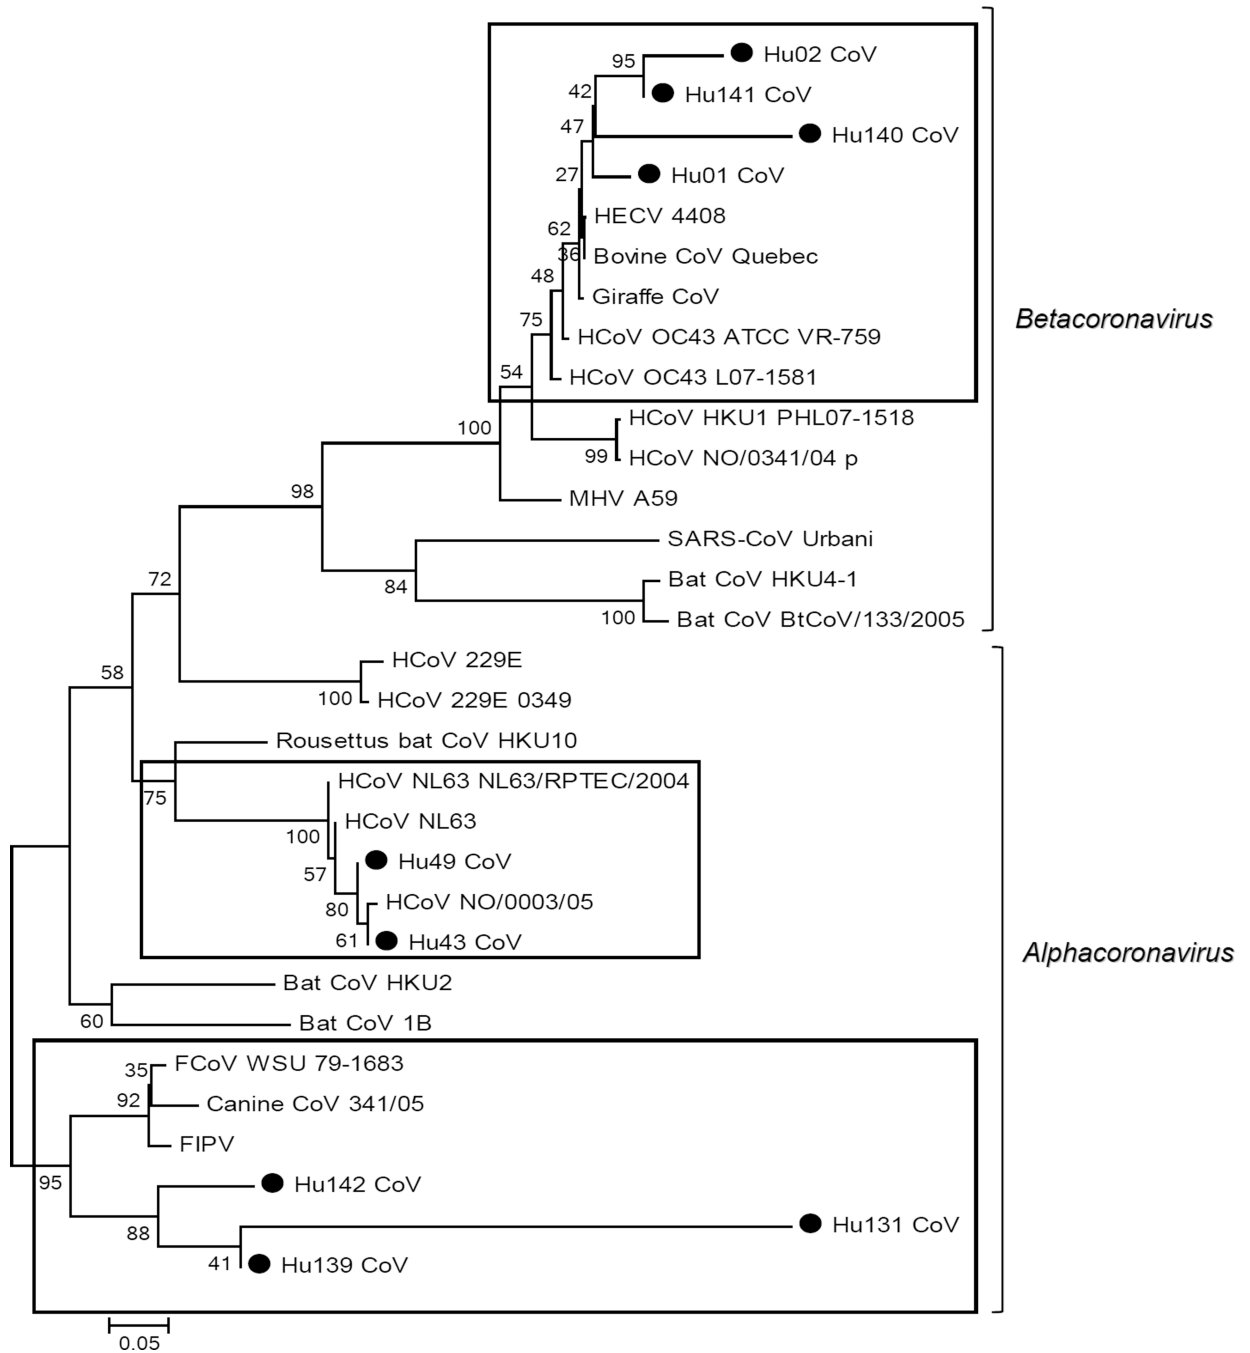 95
Hu02 CoV
42
Hu141 CoV
47
Hu140 CoV
27
Hu01 CoV
HECV 4408
62
36
Bovine CoV Quebec
48
Giraffe CoV
Betacoronavirus
75
HCoV OC43 ATCC VR-759
54
HCoV OC43 L07-1581
HCoV HKU1 PHL07-1518
100
99
HCoV NO/0341/04 p
98
MHV A59
SARS-CoV Urbani
72
84
Bat CoV HKU4-1
100
Bat CoV BtCoV/133/2005
58
HCoV 229E
100
HCoV 229E 0349
Rousettus bat CoV HKU10
75
HCoV NL63 NL63/RPTEC/2004
100
HCoV NL63
57
Hu49 CoV
80
HCoV NO/0003/05
61
Hu43 CoV
Alphacoronavirus
Bat CoV HKU2
60
Bat CoV 1B
35
FCoV WSU 79-1683
92
Canine CoV 341/05
FIPV
95
Hu142 CoV
88
Hu131 CoV
41
Hu139 CoV
0.05